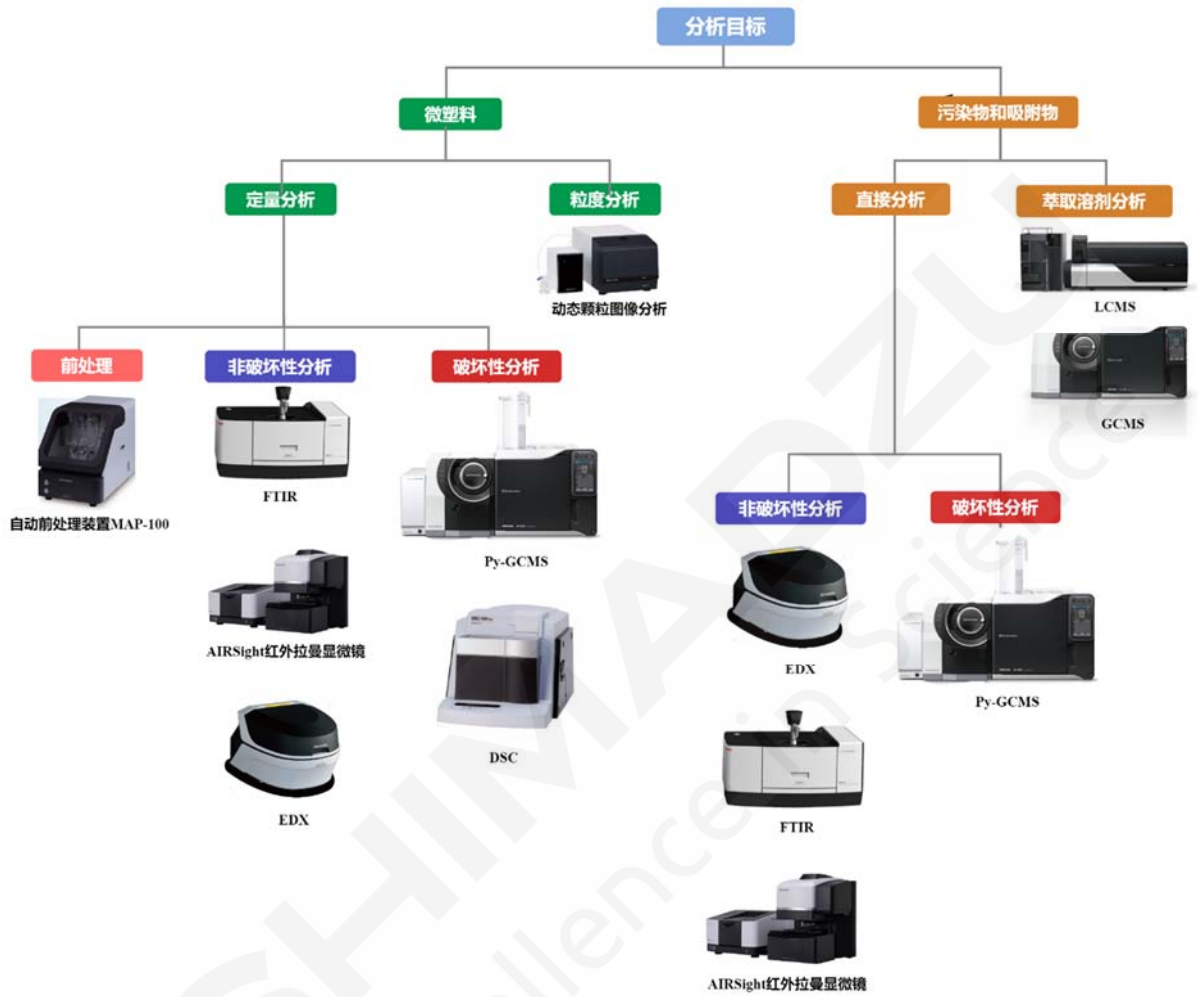 分析目标
微塑料
污染物和吸附物
定量分析
粒度分析
直接分析
萃取溶剂分析
动态颗粒图像分析
LCMS
GCMS
前处理
非破坏性分析
破坏性分析
自动前处理装置MAP-100
FTIR
Py-GCMS
AIRSight红外拉曼显微镜
DSC
EDX
非破坏性分析
破坏性分析
EDX
Py-GCMS
FTIR
AIRSight红外拉曼显微镜
SHIMADZU
Excellence in Science